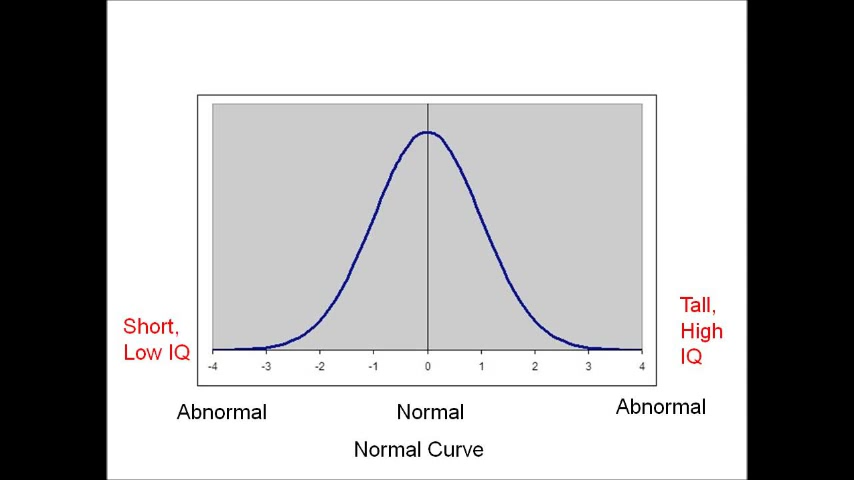 Short,
Low IQ
Tall,
High
IQ
-4 -3 -2 -1 0 1 2 3 4
Abnormal Normal Abnormal
Normal Curve